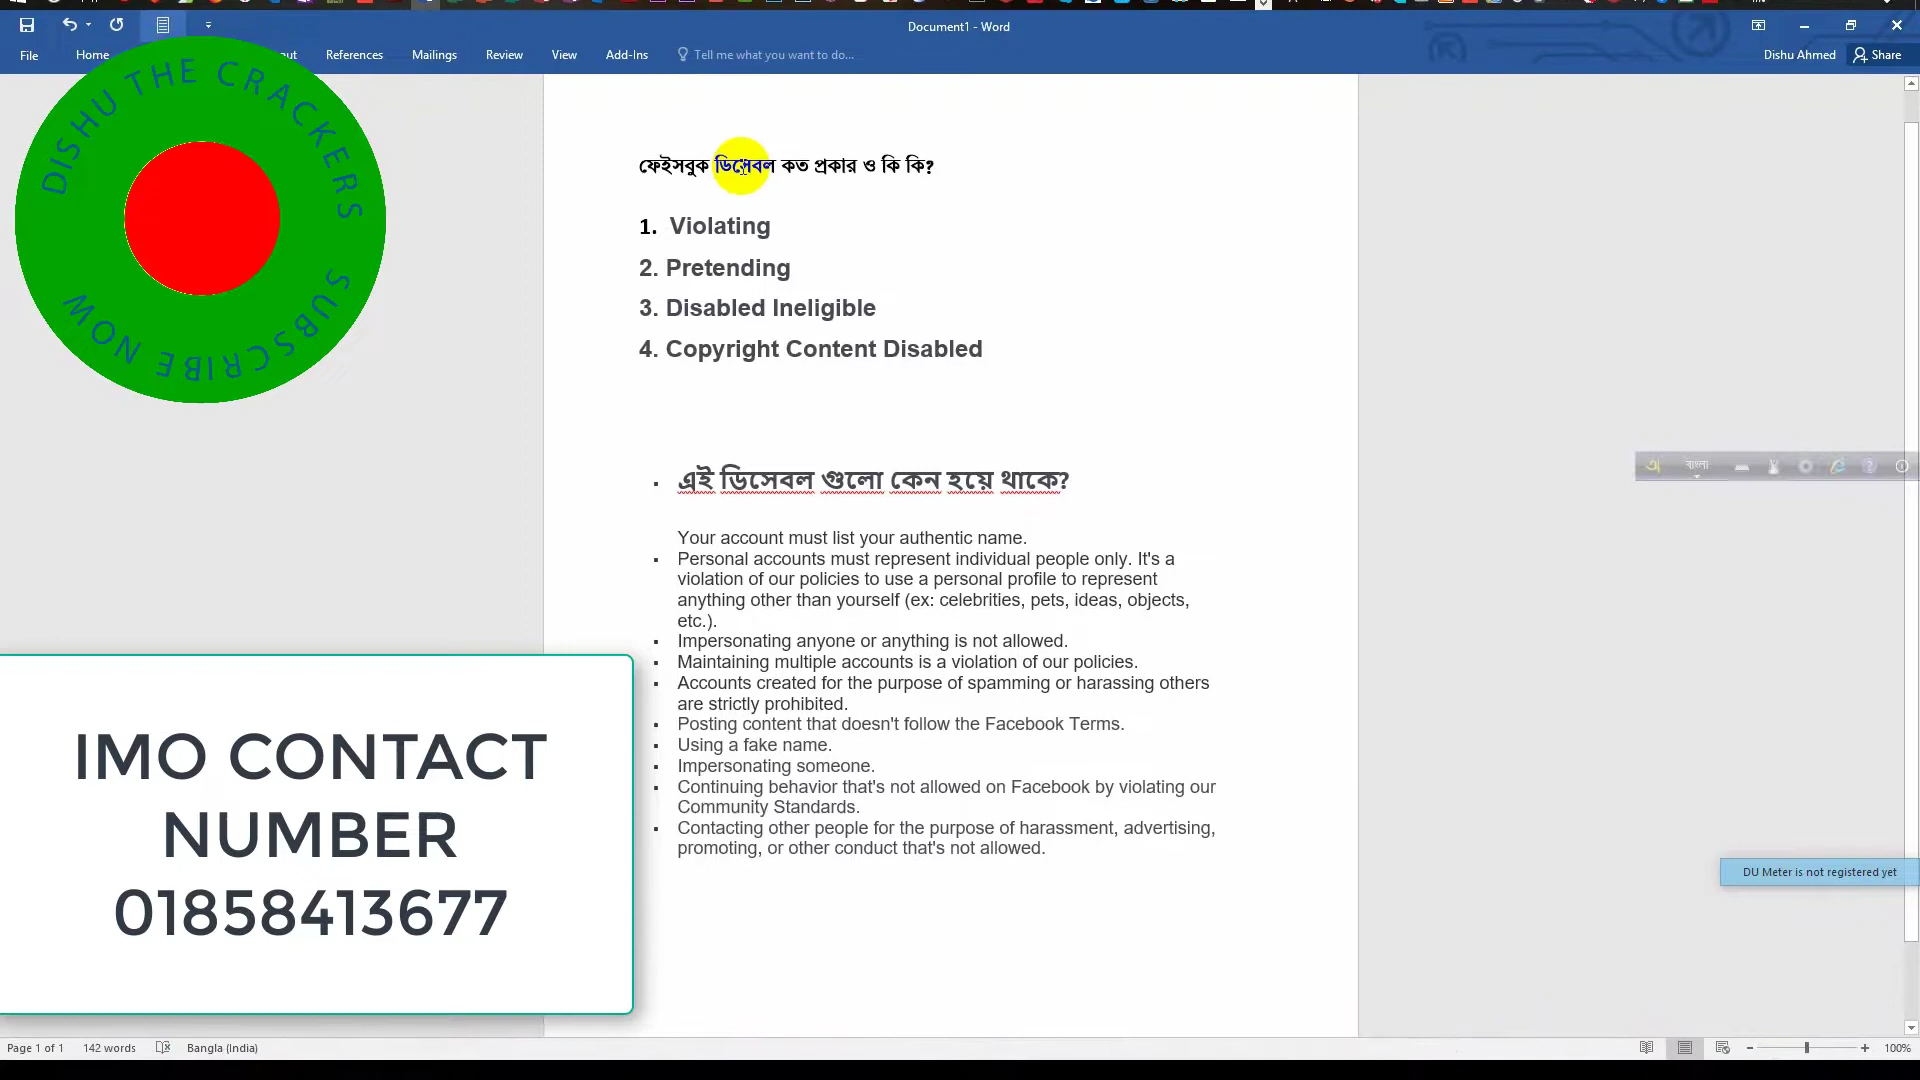 Document1 - Word
File
Home
References
Mailings
Review
View
Add-Ins
Tell me what you want to do...
Dishu Ahmed
Share
DISHU THE CRACKERS
SUBSCRIBE NOW
ফেইসবুক ডিসেবল কত প্রকার ও কি কি?
1. Violating
2. Pretending
3. Disabled Ineligible
4. Copyright Content Disabled
বাংলা
▪ এই ডিসেবল গুলো কেন হয়ে থাকে?
Your account must list your authentic name.
▪ Personal accounts must represent individual people only. It's a
violation of our policies to use a personal profile to represent
anything other than yourself (ex: celebrities, pets, ideas, objects,
etc.).
▪ Impersonating anyone or anything is not allowed.
▪ Maintaining multiple accounts is a violation of our policies.
▪ Accounts created for the purpose of spamming or harassing others
are strictly prohibited.
▪ Posting content that doesn't follow the Facebook Terms.
▪ Using a fake name.
▪ Impersonating someone.
▪ Continuing behavior that's not allowed on Facebook by violating our
Community Standards.
▪ Contacting other people for the purpose of harassment, advertising,
promoting, or other conduct that's not allowed.
IMO CONTACT
NUMBER
01858413677
DU Meter is not registered yet
Page 1 of 1
142 words
Bangla (India)
100%